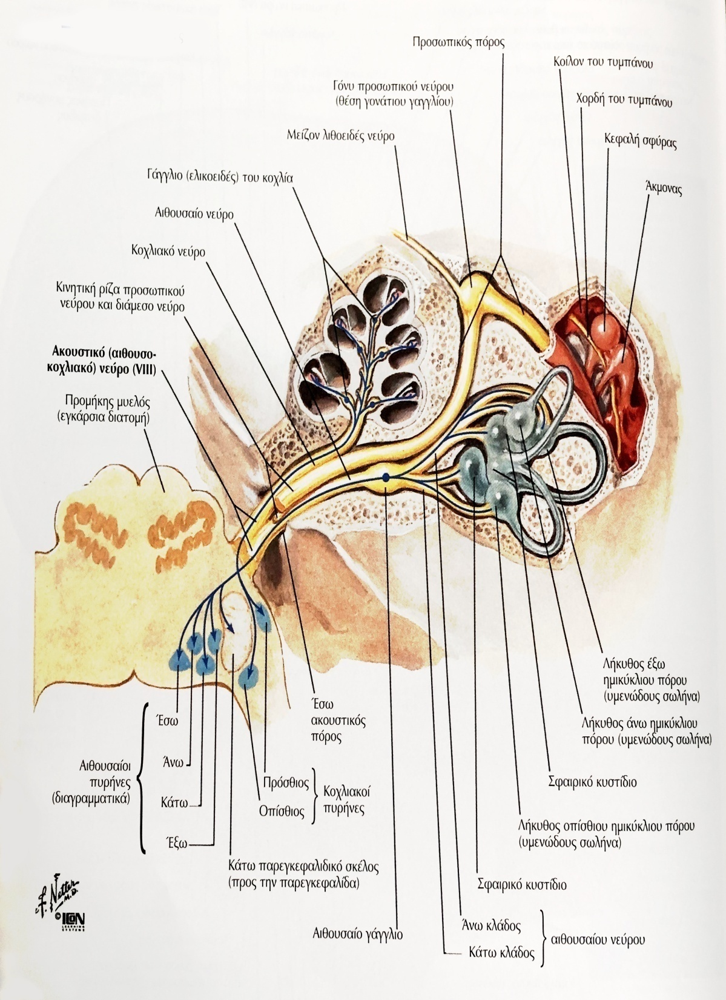 Προσωπικός πόρος
Κοίλον του τυμπάνου
Γόνυ προσωπικού νεύρου
(θέση γονάτιου γαγγλίου)
Χορδή του τυμπάνου
Μείζον λιθοειδές νεύρο
Κεφαλή σφύρας
Γάγγλιο (ελικοειδές) του κοχλία
Άκμονας
Αιθουσαίο νεύρο
Κοχλιακό νεύρο
Κινητική ρίζα προσωπικού
νεύρου και διάμεσο νεύρο
Ακουστικό (αιθουσο-
κοχλιακό) νεύρο (VIII)
Προμήκης μυελός
(εγκάρσια διατομή)
Λήκυθος έξω
ημικύκλιου πόρου
(υμενώδους σωλήνα)
Έσω
ακουστικός
πόρος
Λήκυθος άνω ημικύκλιου
πόρου (υμενώδους σωλήνα)
Έσω
Άνω
Κάτω
Έξω
Αιθουσαίοι
πυρήνες
(διαγραμματικά)
Πρόσθιος
Οπίσθιος
Κοχλιακοί
πυρήνες
Σφαιρικό κυστίδιο
Λήκυθος οπίσθιου ημικύκλιου πόρου
(υμενώδους σωλήνα)
Κάτω παρεγκεφαλιδικό σκέλος
(προς την παρεγκεφαλίδα)
Σφαιρικό κυστίδιο
Αιθουσαίο γάγγλιο
Άνω κλάδος
Κάτω κλάδος
αιθουσαίου νεύρου
F. Netter
M.D.
© ICON
LEARNING
SYSTEMS